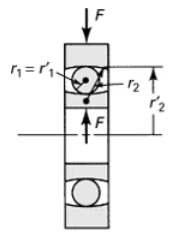 F
r₁ = r'₁
r₂
r'₂
F